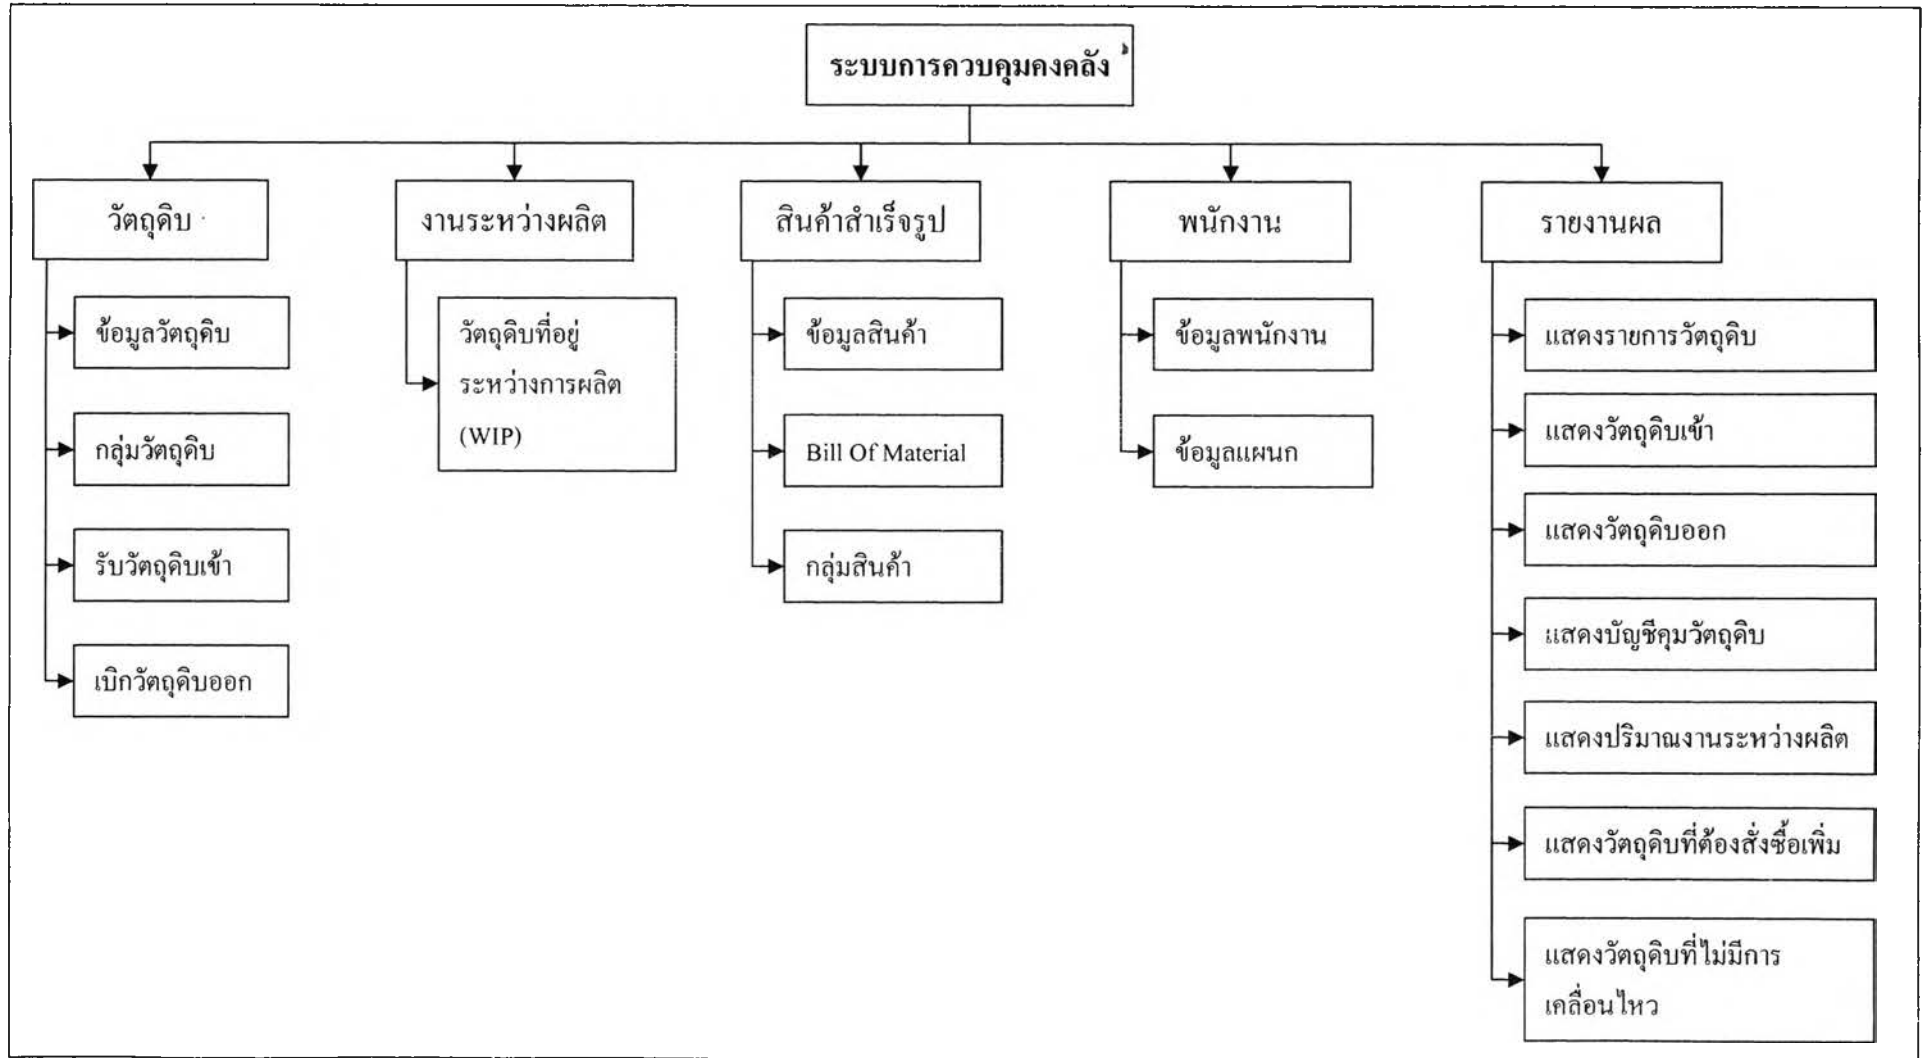 ระบบการควบคุมคงคลัง
วัตถุดิบ
งานระหว่างผลิต
สินค้าสำเร็จรูป
พนักงาน
รายงานผล
ข้อมูลวัตถุดิบ
กลุ่มวัตถุดิบ
รับวัตถุดิบเข้า
เบิกวัตถุดิบออก
วัตถุดิบที่อยู่
ระหว่างการผลิต
(WIP)
ข้อมูลสินค้า
Bill Of Material
กลุ่มสินค้า
ข้อมูลพนักงาน
ข้อมูลแผนก
แสดงรายการวัตถุดิบ
แสดงวัตถุดิบเข้า
แสดงวัตถุดิบออก
แสดงบัญชีคุมวัตถุดิบ
แสดงปริมาณงานระหว่างผลิต
แสดงวัตถุดิบที่ต้องสั่งซื้อเพิ่ม
แสดงวัตถุดิบที่ไม่มีการ
เคลื่อนไหว